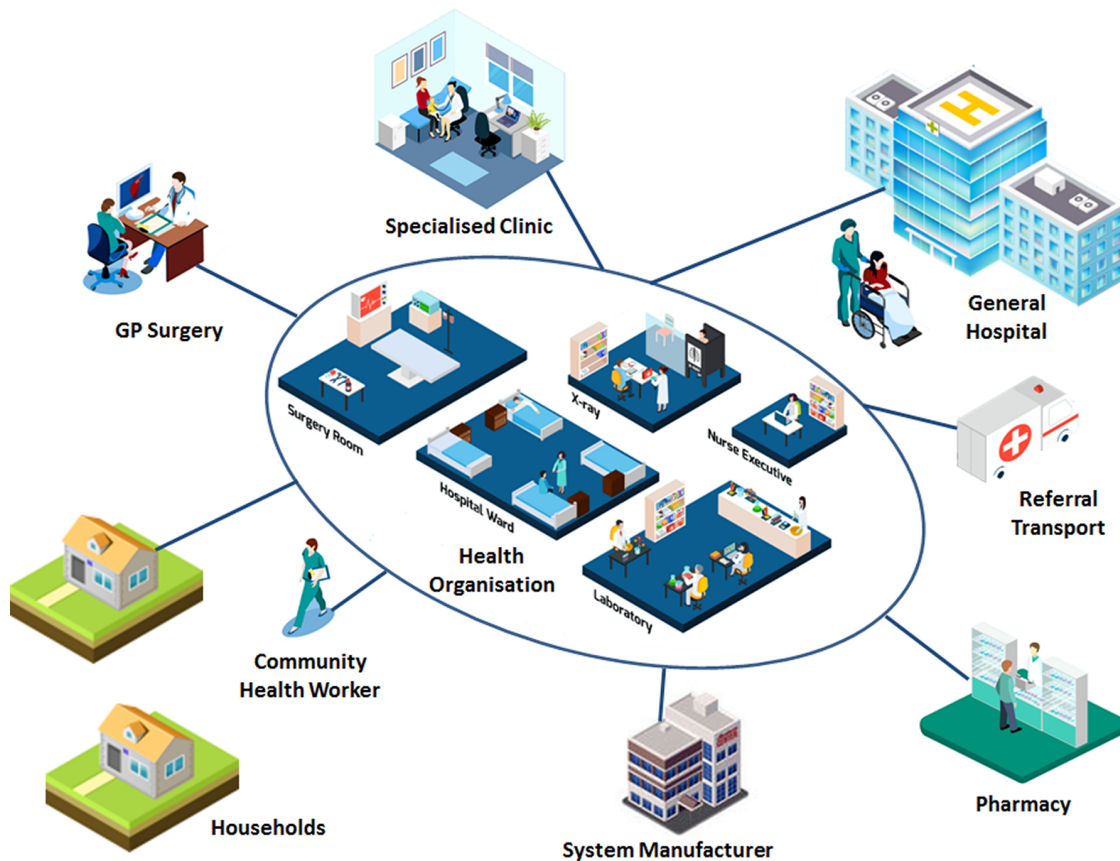 Specialised Clinic
GP Surgery
General
Hospital
H
Surgery Room
X-ray
Nurse Executive
Hospital Ward
Health
Organisation
Laboratory
Referral
Transport
Community
Health Worker
Households
System Manufacturer
Pharmacy